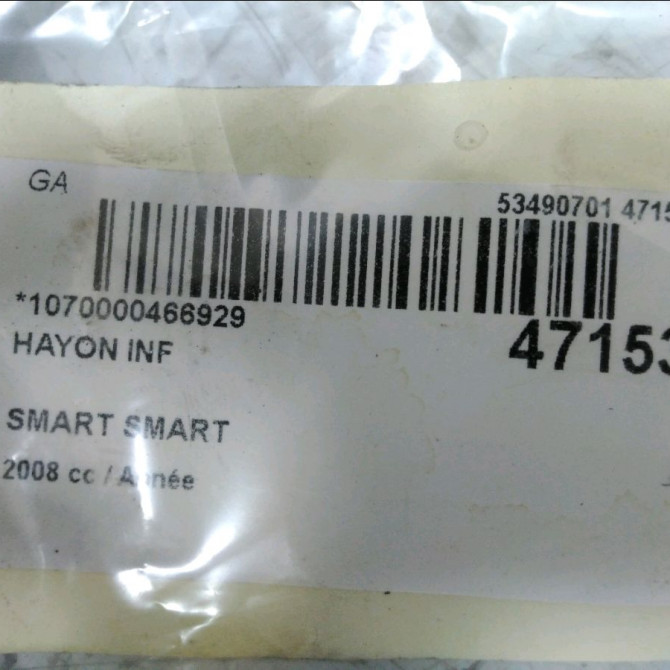 GA
53490701 4715
*1070000466929
47153
HAYON INF
SMART SMART
2008 cc / Année